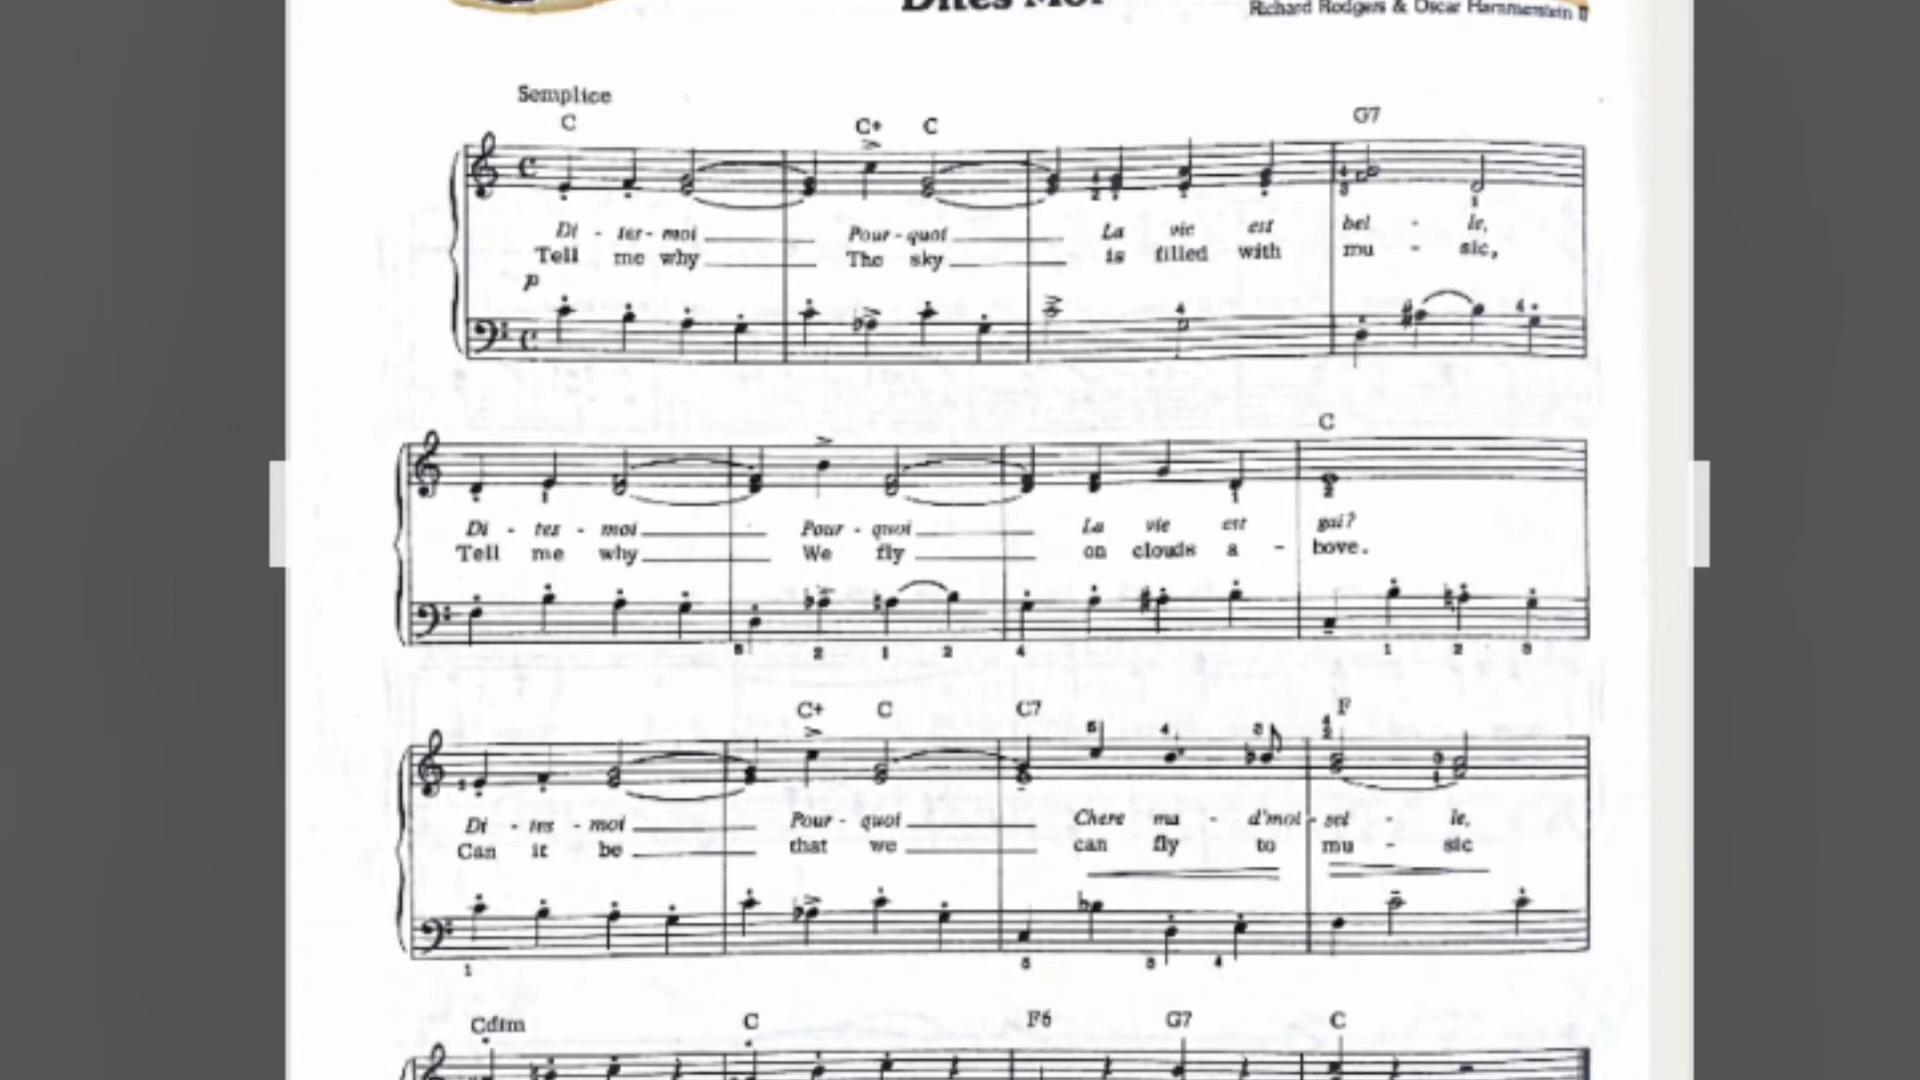 Dites Moi
Richard Rodgers & Oscar Hammerstein II
Semplice
C C+ C G7
Di - tes - moi Pour - quoi La vie est bel - le,
Tell me why The sky is filled with mu - sic,
p
C
Di - tes - moi Pour - quoi La vie est gai?
Tell me why We fly on clouds a - bove.
C+ C C7 F
Di - tes - moi Pour - quoi Chere ma - d'moi - sel - le,
Can it be that we can fly to mu - sic
Cdim C F6 G7 C